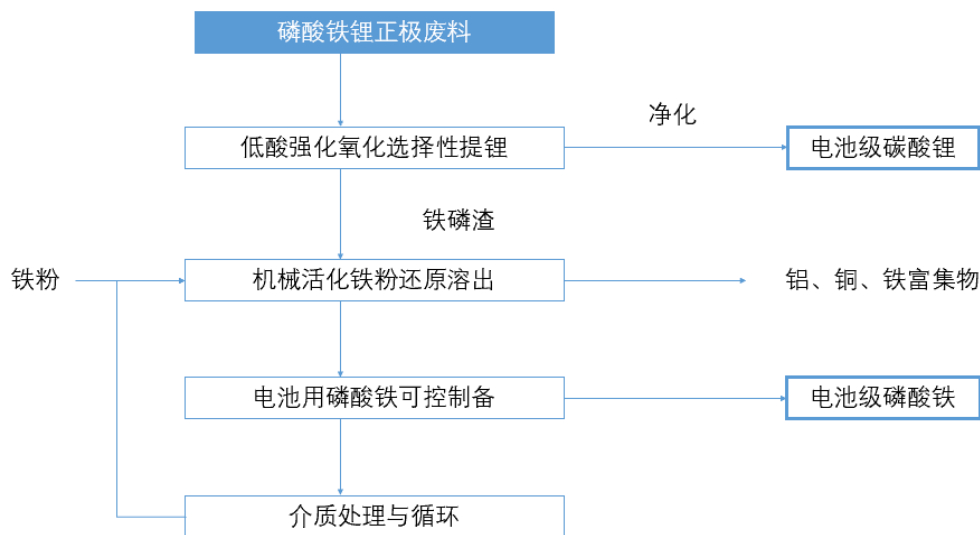 磷酸铁锂正极废料
净化
低酸强化氧化选择性提锂
电池级碳酸锂
铁磷渣
铁粉
机械活化铁粉还原溶出
铝、铜、铁富集物
电池用磷酸铁可控制备
电池级磷酸铁
介质处理与循环